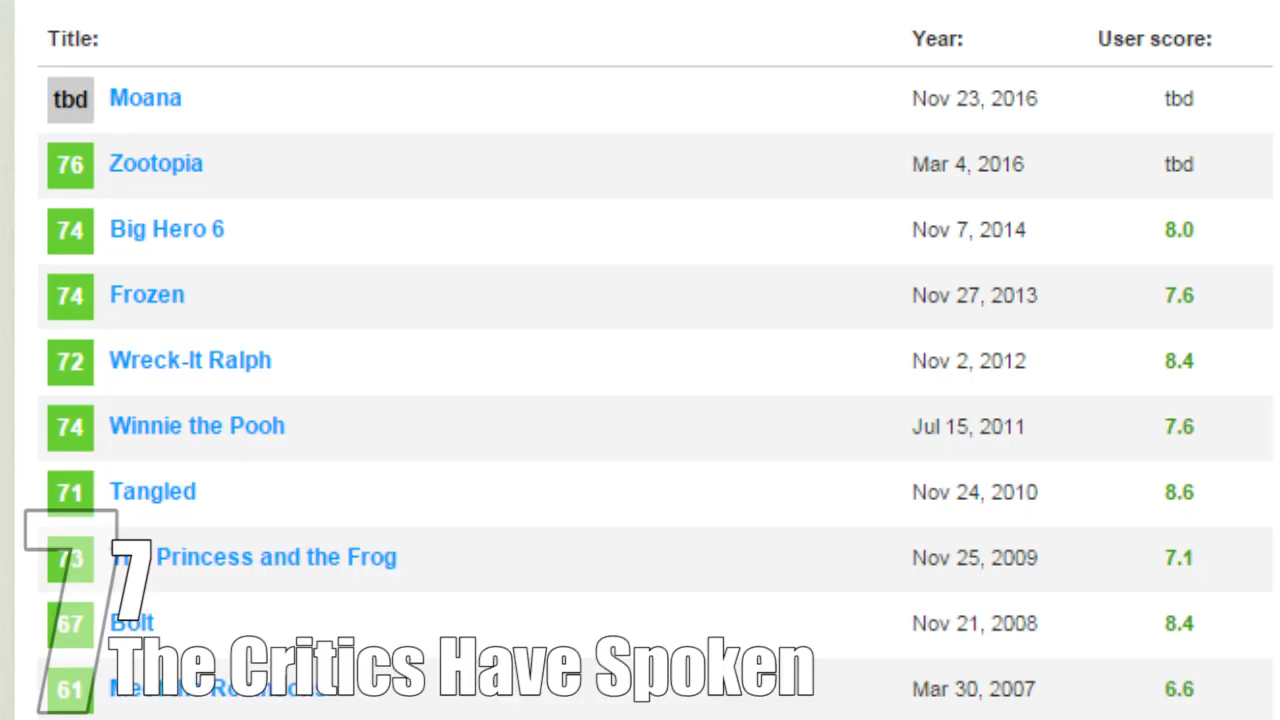 Title: Year: User score:
tbd Moana Nov 23, 2016 tbd
76 Zootopia Mar 4, 2016 tbd
74 Big Hero 6 Nov 7, 2014 8.0
74 Frozen Nov 27, 2013 7.6
72 Wreck-It Ralph Nov 2, 2012 8.4
74 Winnie the Pooh Jul 15, 2011 7.6
71 Tangled Nov 24, 2010 8.6
73 Princess and the Frog Nov 25, 2009 7.1
7
7
67 Bolt Nov 21, 2008 8.4
The Critics Have Spoken
61 Mar 30, 2007 6.6